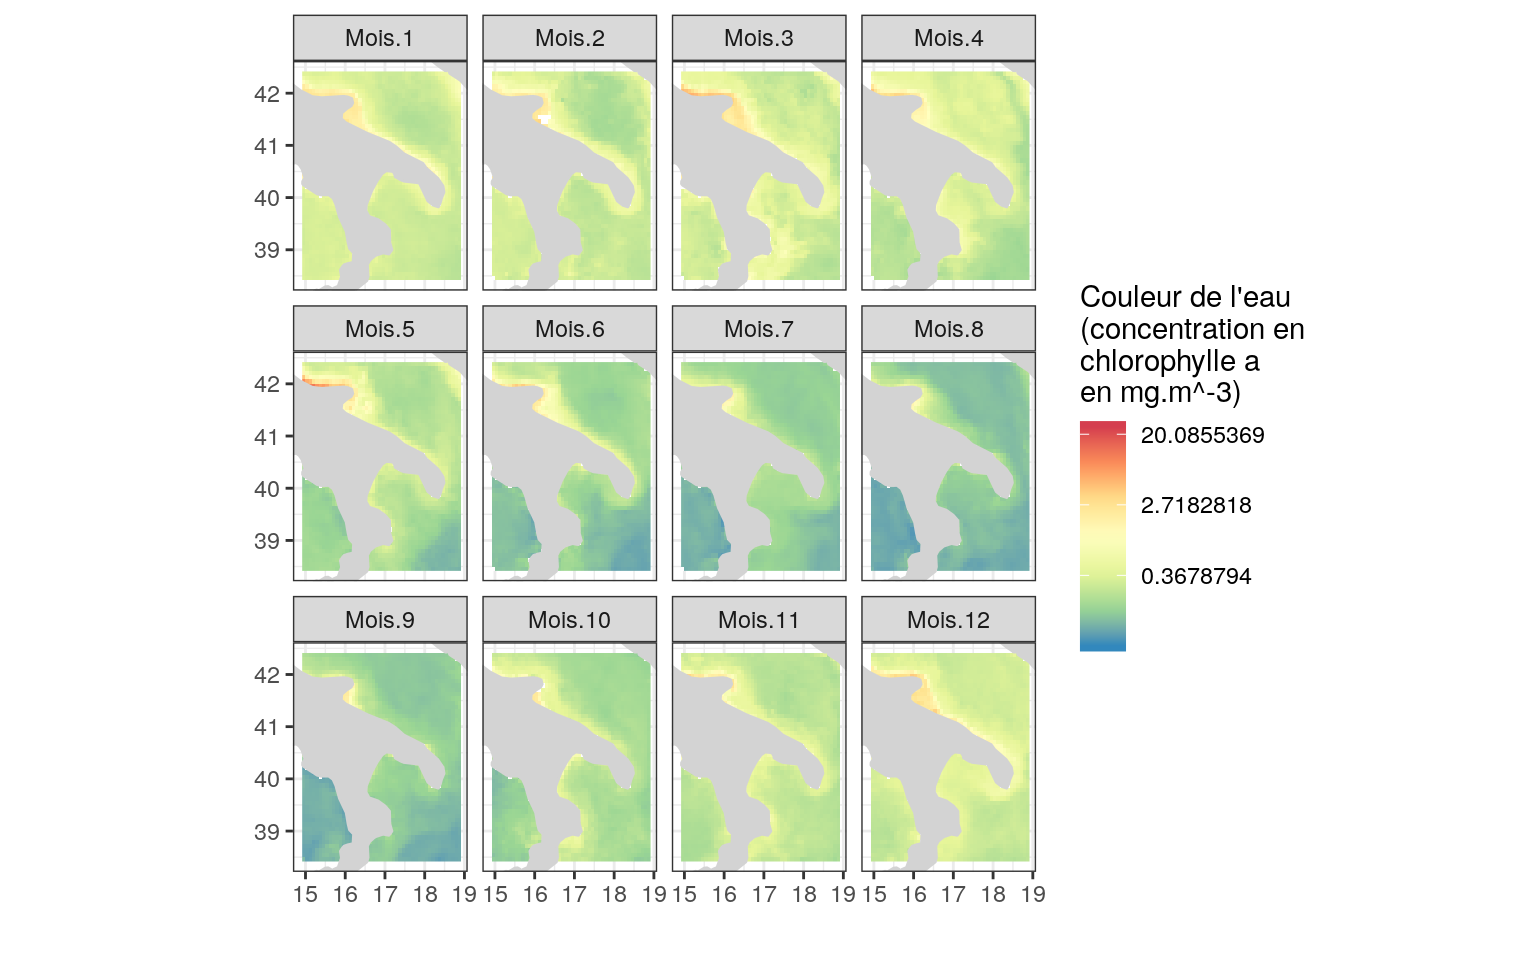 Mois.1 Mois.2 Mois.3 Mois.4
42
41
40
39
Mois.5 Mois.6 Mois.7 Mois.8
42
41
40
39
Mois.9 Mois.10 Mois.11 Mois.12
42
41
40
39
15 16 17 18 19 15 16 17 18 19 15 16 17 18 19 15 16 17 18 19
Couleur de l'eau
(concentration en
chlorophylle a
en mg.m^-3)
20.0855369
2.7182818
0.3678794